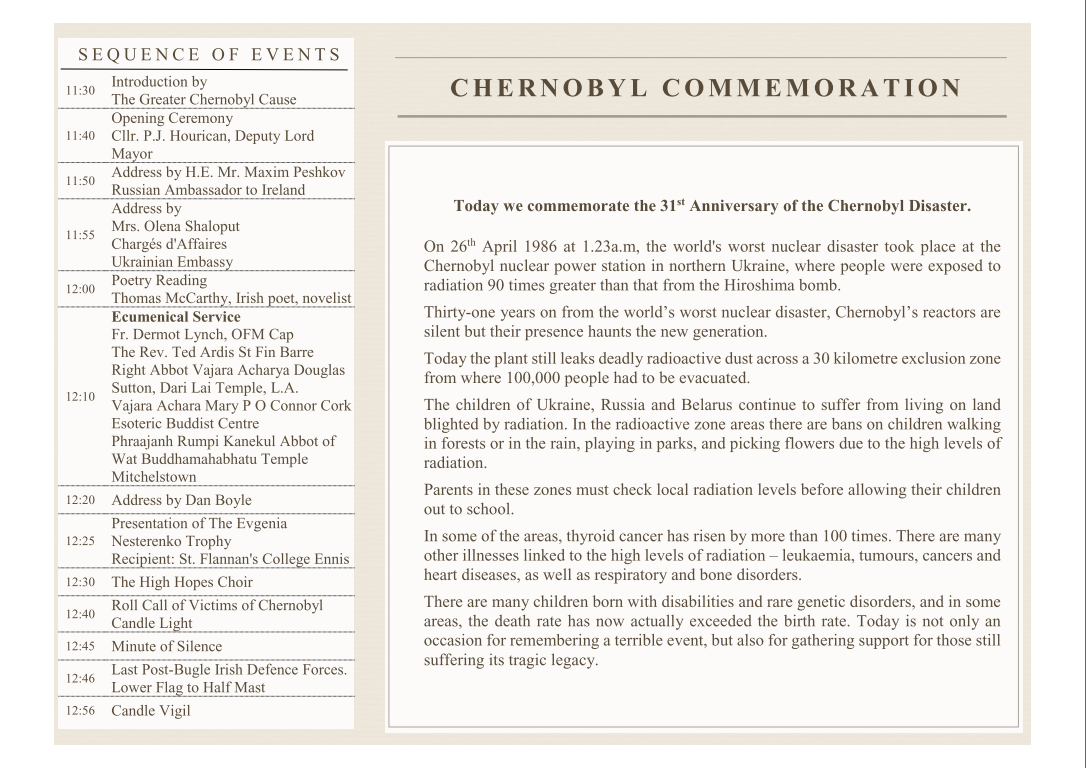 SEQUENCE OF EVENTS
11:30
Introduction by
The Greater Chernobyl Cause
11:40
Opening Ceremony
Cllr. P.J. Hourican, Deputy Lord
Mayor
11:50
Address by H.E. Mr. Maxim Peshkov
Russian Ambassador to Ireland
11:55
Address by
Mrs. Olena Shaloput
Chargés d'Affaires
Ukrainian Embassy
12:00
Poetry Reading
Thomas McCarthy, Irish poet, novelist
12:10
Ecumenical Service
Fr. Dermot Lynch, OFM Cap
The Rev. Ted Ardis St Fin Barre
Right Abbot Vajara Acharya Douglas
Sutton, Dari Lai Temple, L.A.
Vajara Achara Mary P O Connor Cork
Esoteric Buddist Centre
Phraajanh Rumpi Kanekul Abbot of
Wat Buddhamahabhatu Temple
Mitchelstown
12:20
Address by Dan Boyle
12:25
Presentation of The Evgenia
Nesterenko Trophy
Recipient: St. Flannan's College Ennis
12:30
The High Hopes Choir
12:40
Roll Call of Victims of Chernobyl
Candle Light
12:45
Minute of Silence
12:46
Last Post-Bugle Irish Defence Forces.
Lower Flag to Half Mast
12:56
Candle Vigil
CHERNOBYL COMMEMORATION
Today we commemorate the 31st Anniversary of the Chernobyl Disaster.
On 26th April 1986 at 1.23a.m, the world's worst nuclear disaster took place at the
Chernobyl nuclear power station in northern Ukraine, where people were exposed to
radiation 90 times greater than that from the Hiroshima bomb.
Thirty-one years on from the world’s worst nuclear disaster, Chernobyl’s reactors are
silent but their presence haunts the new generation.
Today the plant still leaks deadly radioactive dust across a 30 kilometre exclusion zone
from where 100,000 people had to be evacuated.
The children of Ukraine, Russia and Belarus continue to suffer from living on land
blighted by radiation. In the radioactive zone areas there are bans on children walking
in forests or in the rain, playing in parks, and picking flowers due to the high levels of
radiation.
Parents in these zones must check local radiation levels before allowing their children
out to school.
In some of the areas, thyroid cancer has risen by more than 100 times. There are many
other illnesses linked to the high levels of radiation – leukaemia, tumours, cancers and
heart diseases, as well as respiratory and bone disorders.
There are many children born with disabilities and rare genetic disorders, and in some
areas, the death rate has now actually exceeded the birth rate. Today is not only an
occasion for remembering a terrible event, but also for gathering support for those still
suffering its tragic legacy.